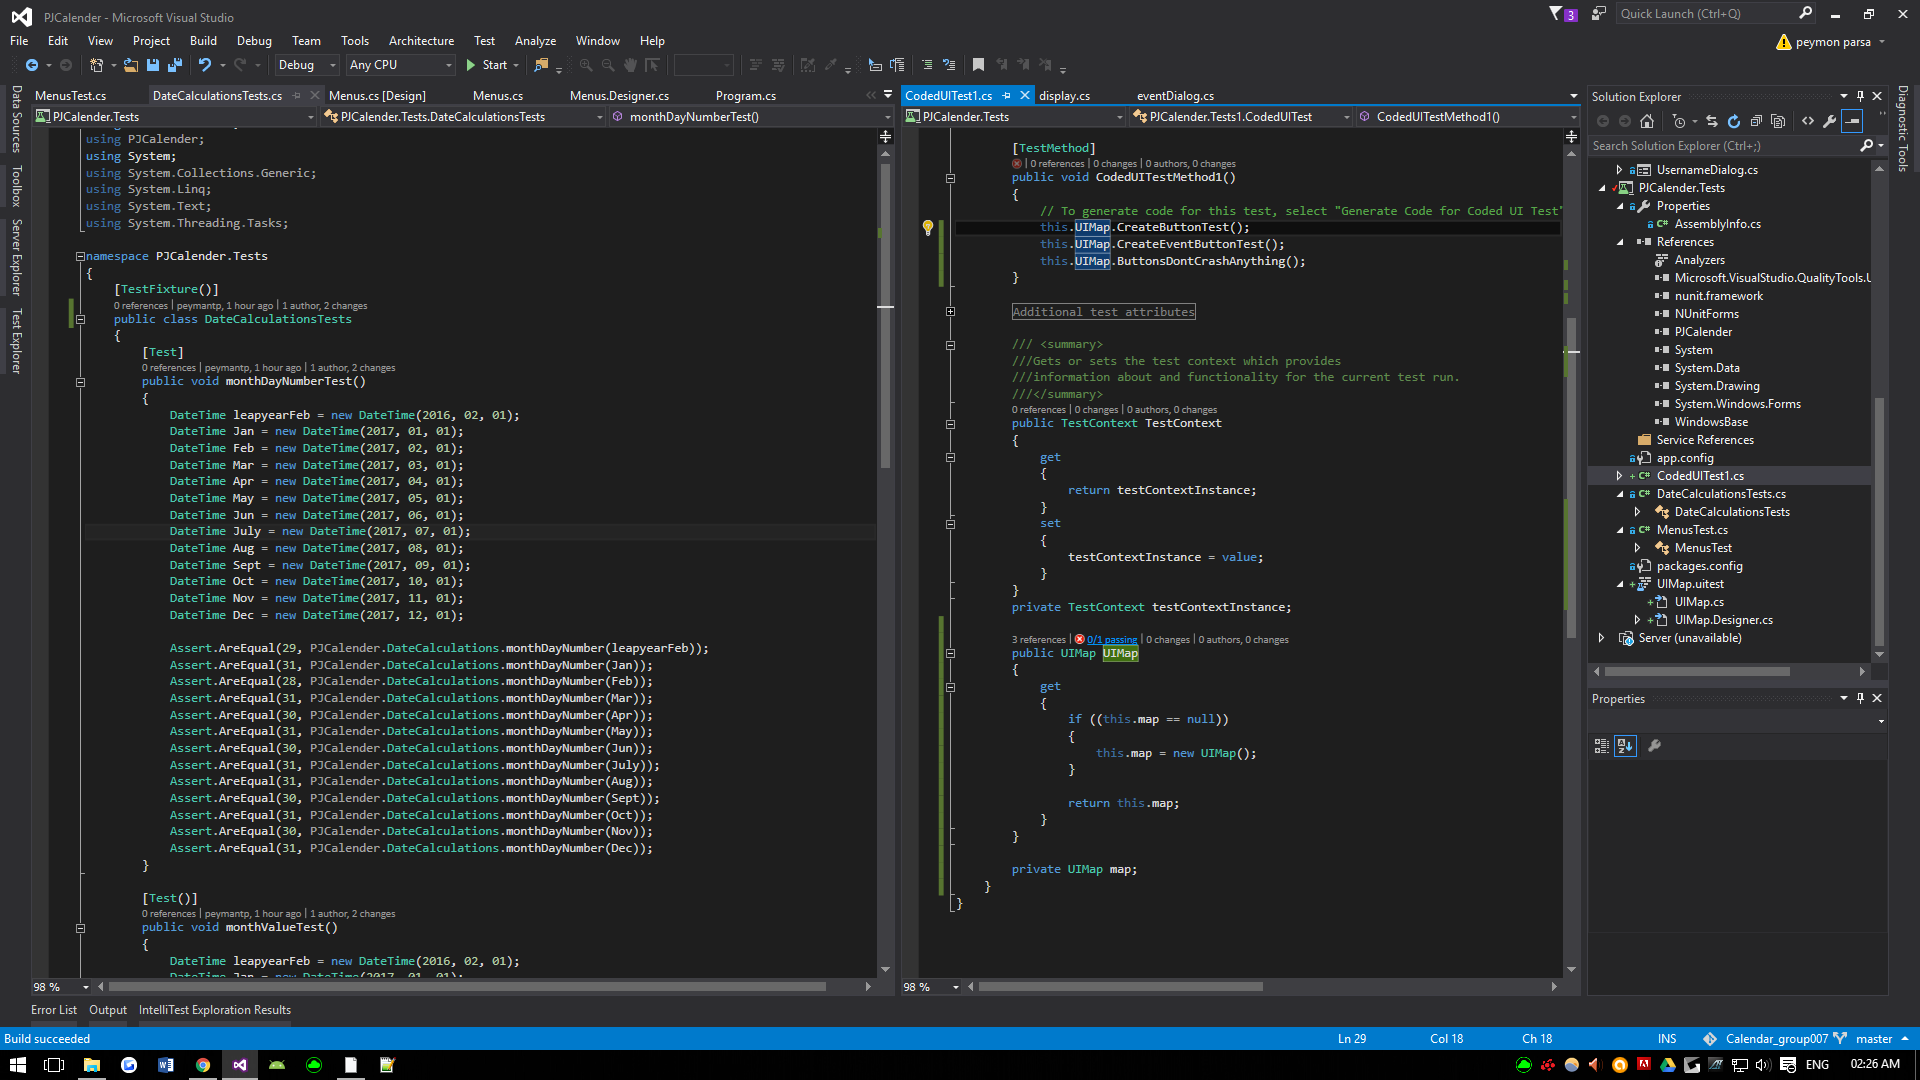 PJCalender - Microsoft Visual Studio
3
Quick Launch (Ctrl+Q)
File Edit View Project Build Debug Team Tools Architecture Test Analyze Window Help
peymon parsa
Debug Any CPU Start
Data Sources
Toolbox
Server Explorer
Test Explorer
MenusTest.cs DateCalculationsTests.cs Menus.cs [Design] Menus.cs Menus.Designer.cs Program.cs
PJCalender.Tests PJCalender.Tests.DateCalculationsTests monthDayNumberTest()
using PJCalender;
using System;
using System.Collections.Generic;
using System.Linq;
using System.Text;
using System.Threading.Tasks;
namespace PJCalender.Tests
{
[TestFixture()]
0 references | peymantp, 1 hour ago | 1 author, 2 changes
public class DateCalculationsTests
{
[Test]
0 references | peymantp, 1 hour ago | 1 author, 2 changes
public void monthDayNumberTest()
{
DateTime leapyearFeb = new DateTime(2016, 02, 01);
DateTime Jan = new DateTime(2017, 01, 01);
DateTime Feb = new DateTime(2017, 02, 01);
DateTime Mar = new DateTime(2017, 03, 01);
DateTime Apr = new DateTime(2017, 04, 01);
DateTime May = new DateTime(2017, 05, 01);
DateTime Jun = new DateTime(2017, 06, 01);
DateTime July = new DateTime(2017, 07, 01);
DateTime Aug = new DateTime(2017, 08, 01);
DateTime Sept = new DateTime(2017, 09, 01);
DateTime Oct = new DateTime(2017, 10, 01);
DateTime Nov = new DateTime(2017, 11, 01);
DateTime Dec = new DateTime(2017, 12, 01);
Assert.AreEqual(29, PJCalender.DateCalculations.monthDayNumber(leapyearFeb));
Assert.AreEqual(31, PJCalender.DateCalculations.monthDayNumber(Jan));
Assert.AreEqual(28, PJCalender.DateCalculations.monthDayNumber(Feb));
Assert.AreEqual(31, PJCalender.DateCalculations.monthDayNumber(Mar));
Assert.AreEqual(30, PJCalender.DateCalculations.monthDayNumber(Apr));
Assert.AreEqual(31, PJCalender.DateCalculations.monthDayNumber(May));
Assert.AreEqual(30, PJCalender.DateCalculations.monthDayNumber(Jun));
Assert.AreEqual(31, PJCalender.DateCalculations.monthDayNumber(July));
Assert.AreEqual(31, PJCalender.DateCalculations.monthDayNumber(Aug));
Assert.AreEqual(30, PJCalender.DateCalculations.monthDayNumber(Sept));
Assert.AreEqual(31, PJCalender.DateCalculations.monthDayNumber(Oct));
Assert.AreEqual(30, PJCalender.DateCalculations.monthDayNumber(Nov));
Assert.AreEqual(31, PJCalender.DateCalculations.monthDayNumber(Dec));
}
[Test()]
0 references | peymantp, 1 hour ago | 1 author, 2 changes
public void monthValueTest()
{
DateTime leapyearFeb = new DateTime(2016, 02, 01);
DateTime Jan = new DateTime(2017, 01, 01);
98 %
CodedUITest1.cs display.cs eventDialog.cs
PJCalender.Tests PJCalender.Tests1.CodedUITest CodedUITestMethod1()
[TestMethod]
| 0 references | 0 changes | 0 authors, 0 changes
public void CodedUITestMethod1()
{
// To generate code for this test, select "Generate Code for Coded UI Test"
this.UIMap.CreateButtonTest();
this.UIMap.CreateEventButtonTest();
this.UIMap.ButtonsDontCrashAnything();
}
Additional test attributes
/// <summary>
///Gets or sets the test context which provides
///information about and functionality for the current test run.
///</summary>
0 references | 0 changes | 0 authors, 0 changes
public TestContext TestContext
{
get
{
return testContextInstance;
}
set
{
testContextInstance = value;
}
}
private TestContext testContextInstance;
3 references | 0/1 passing | 0 changes | 0 authors, 0 changes
public UIMap UIMap
{
get
{
if ((this.map == null))
{
this.map = new UIMap();
}
return this.map;
}
}
private UIMap map;
}
}
98 %
Solution Explorer
Search Solution Explorer (Ctrl+;)
UsernameDialog.cs
PJCalender.Tests
Properties
AssemblyInfo.cs
References
Analyzers
Microsoft.VisualStudio.QualityTools.U
nunit.framework
NUnitForms
PJCalender
System
System.Data
System.Drawing
System.Windows.Forms
WindowsBase
Service References
app.config
CodedUITest1.cs
DateCalculationsTests.cs
DateCalculationsTests
MenusTest.cs
MenusTest
packages.config
UIMap.uitest
UIMap.cs
UIMap.Designer.cs
Server (unavailable)
Properties
Diagnostic Tools
Error List Output IntelliTest Exploration Results
Build succeeded Ln 29 Col 18 Ch 18 INS Calendar_group007 master
ENG 02:26 AM